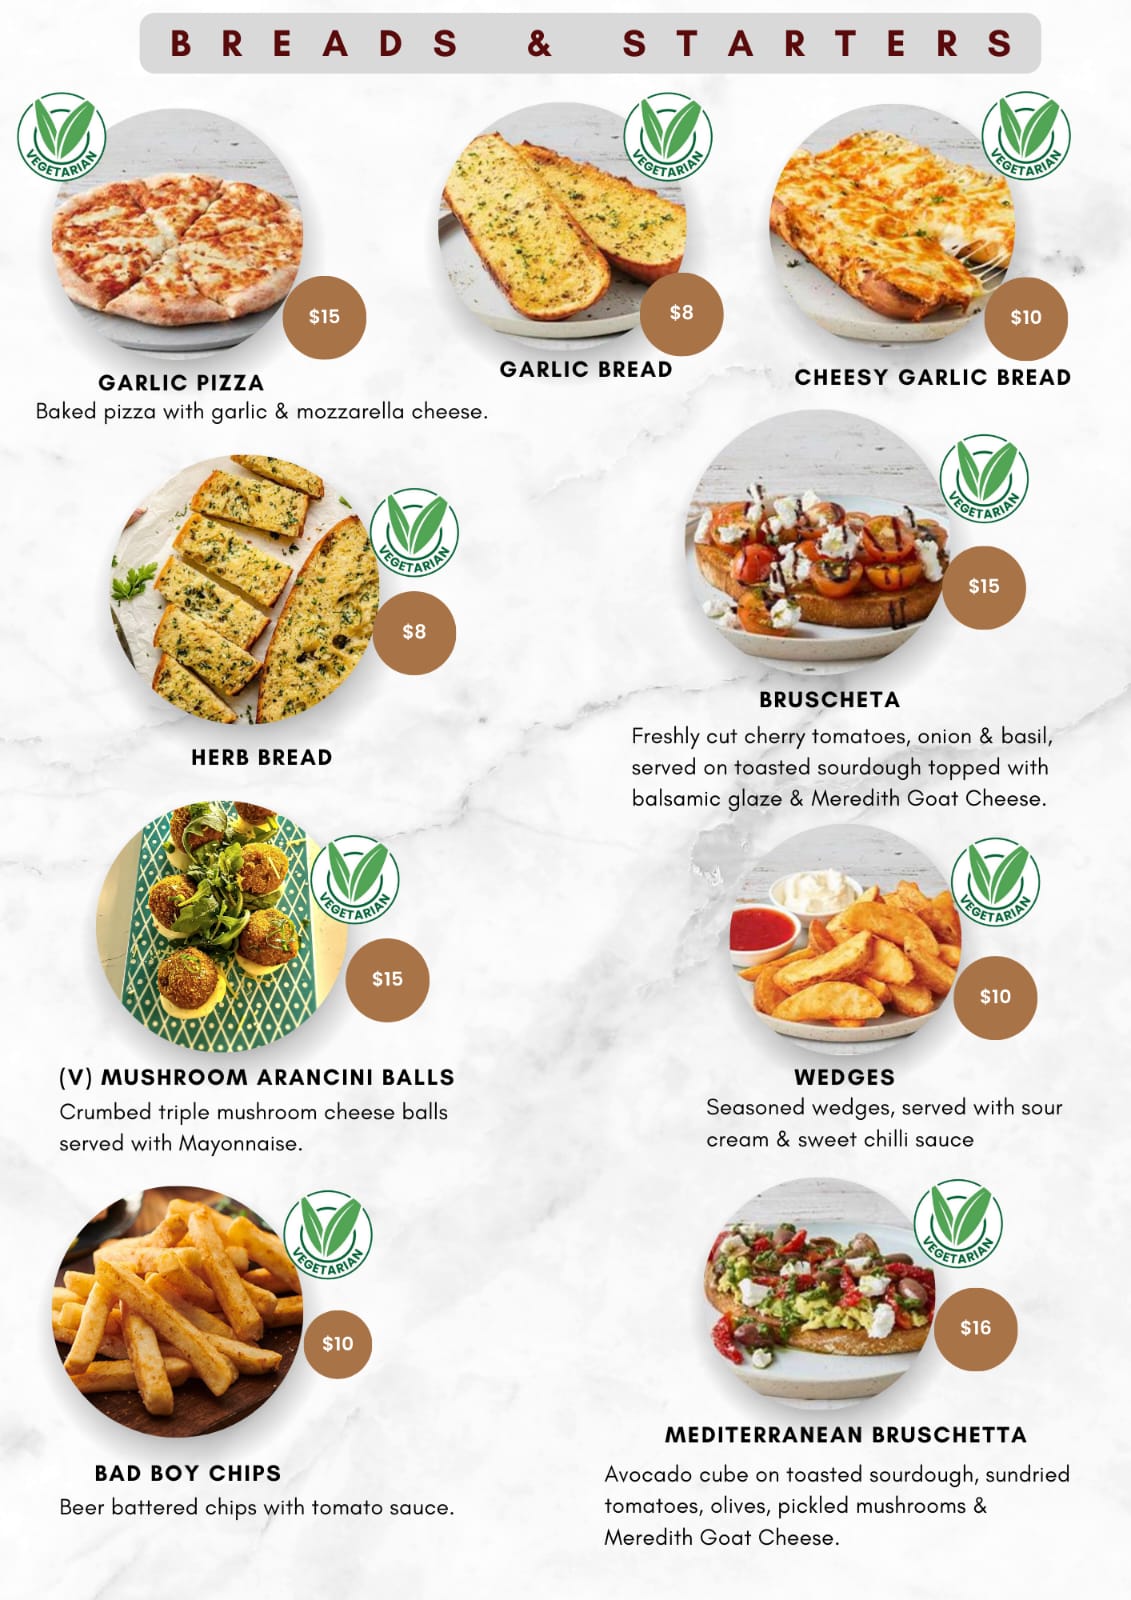 BREADS & STARTERS
VEGETARIAN
$15
GARLIC PIZZA
Baked pizza with garlic & mozzarella cheese.
VEGETARIAN
$8
GARLIC BREAD
VEGETARIAN
$10
CHEESY GARLIC BREAD
VEGETARIAN
$8
HERB BREAD
VEGETARIAN
$15
BRUSCHETA
Freshly cut cherry tomatoes, onion & basil,
served on toasted sourdough topped with
balsamic glaze & Meredith Goat Cheese.
VEGETARIAN
$15
(V) MUSHROOM ARANCINI BALLS
Crumbed triple mushroom cheese balls
served with Mayonnaise.
VEGETARIAN
$10
WEDGES
Seasoned wedges, served with sour
cream & sweet chilli sauce
VEGETARIAN
$10
BAD BOY CHIPS
Beer battered chips with tomato sauce.
VEGETARIAN
$16
MEDITERRANEAN BRUSCHETTA
Avocado cube on toasted sourdough, sundried
tomatoes, olives, pickled mushrooms &
Meredith Goat Cheese.